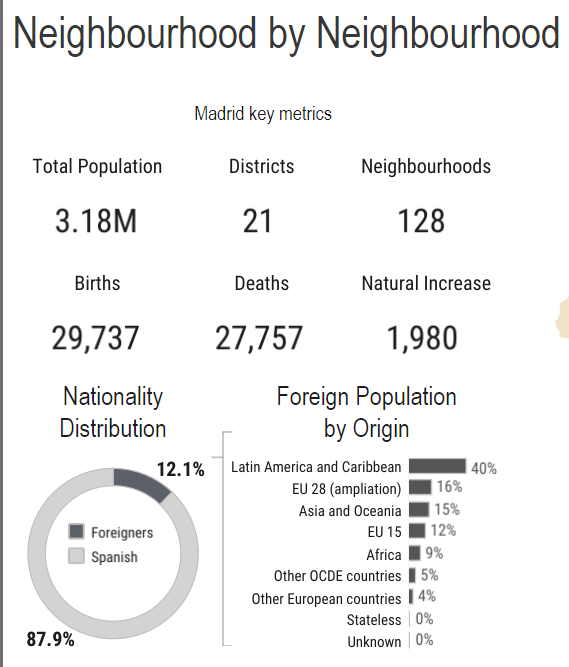 Neighbourhood by Neighbourhood
Madrid key metrics
Total Population
Districts
Neighbourhoods
3.18M
21
128
Births
Deaths
Natural Increase
29,737
27,757
1,980
Nationality
Distribution
12.1%
Foreigners
Spanish
87.9%
Foreign Population
by Origin
Latin America and Caribbean 40%
EU 28 (ampliation) 16%
Asia and Oceania 15%
EU 15 12%
Africa 9%
Other OCDE countries 5%
Other European countries 4%
Stateless 0%
Unknown 0%